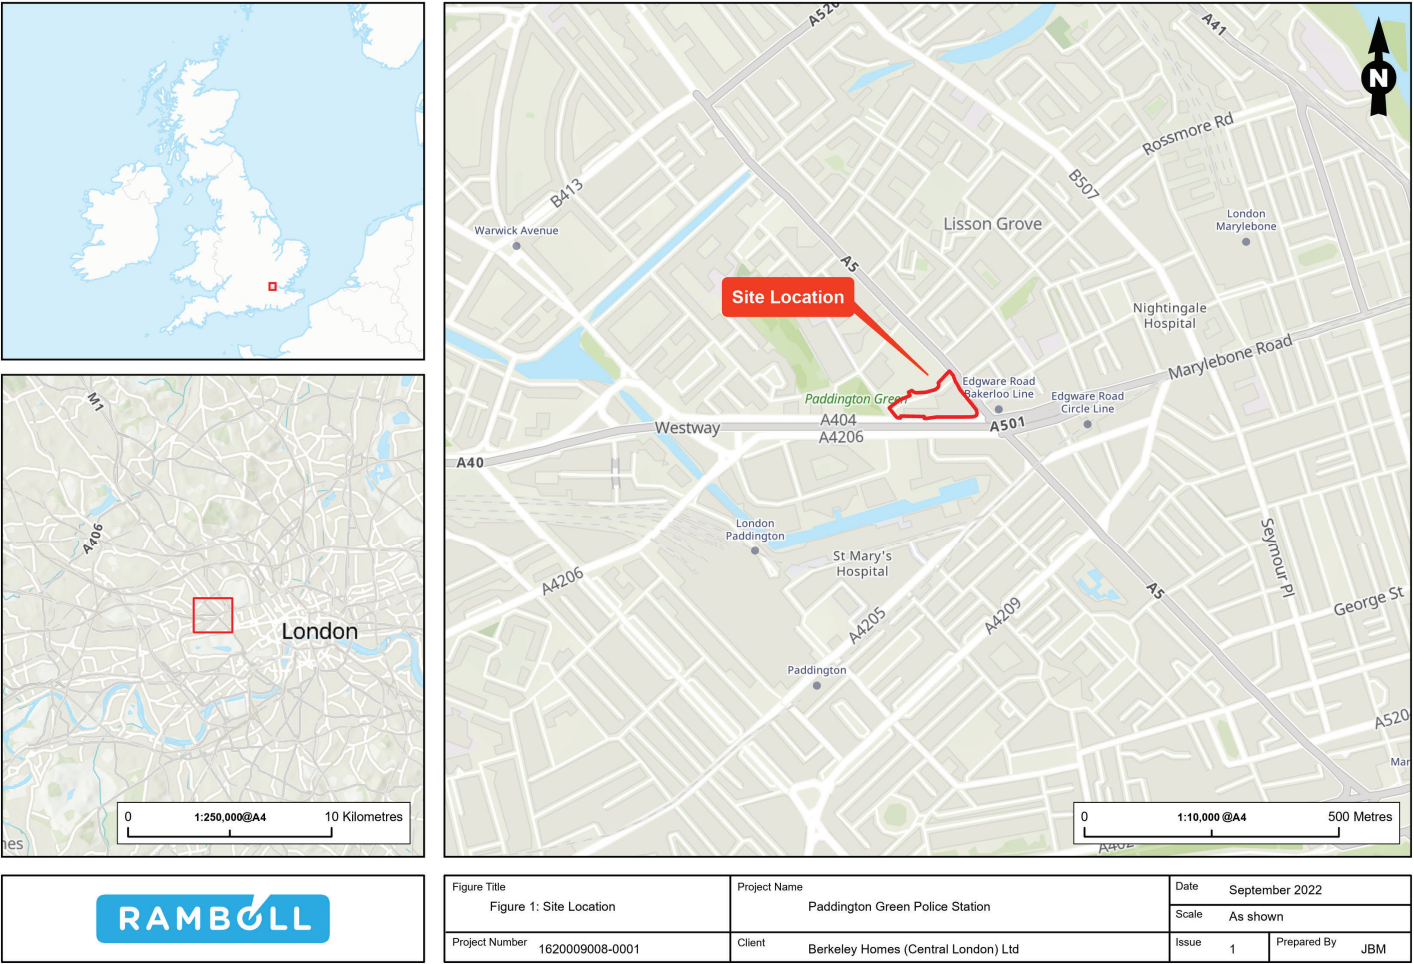 M1
A406
London
nes
0
1:250,000@A4
10 Kilometres
A520
A41
N
Rossmore Rd
B507
B413
Warwick Avenue
Lisson Grove
London
Marylebone
A5
Site Location
Nightingale
Hospital
Marylebone Road
Edgware Road
Bakerloo Line
Edgware Road
Circle Line
Paddington Green
A404
A4206
A501
Westway
A40
London
Paddington
St Mary's
Hospital
Seymour Pl
A4206
A4205
A4209
A5
George St
Paddington
A520
Mar
0
1:10,000 @A4
500 Metres
RAMBOLL
Figure Title
Figure 1: Site Location
Project Name
Paddington Green Police Station
Date
September 2022
Scale
As shown
Project Number
1620009008-0001
Client
Berkeley Homes (Central London) Ltd
Issue
1
Prepared By
JBM